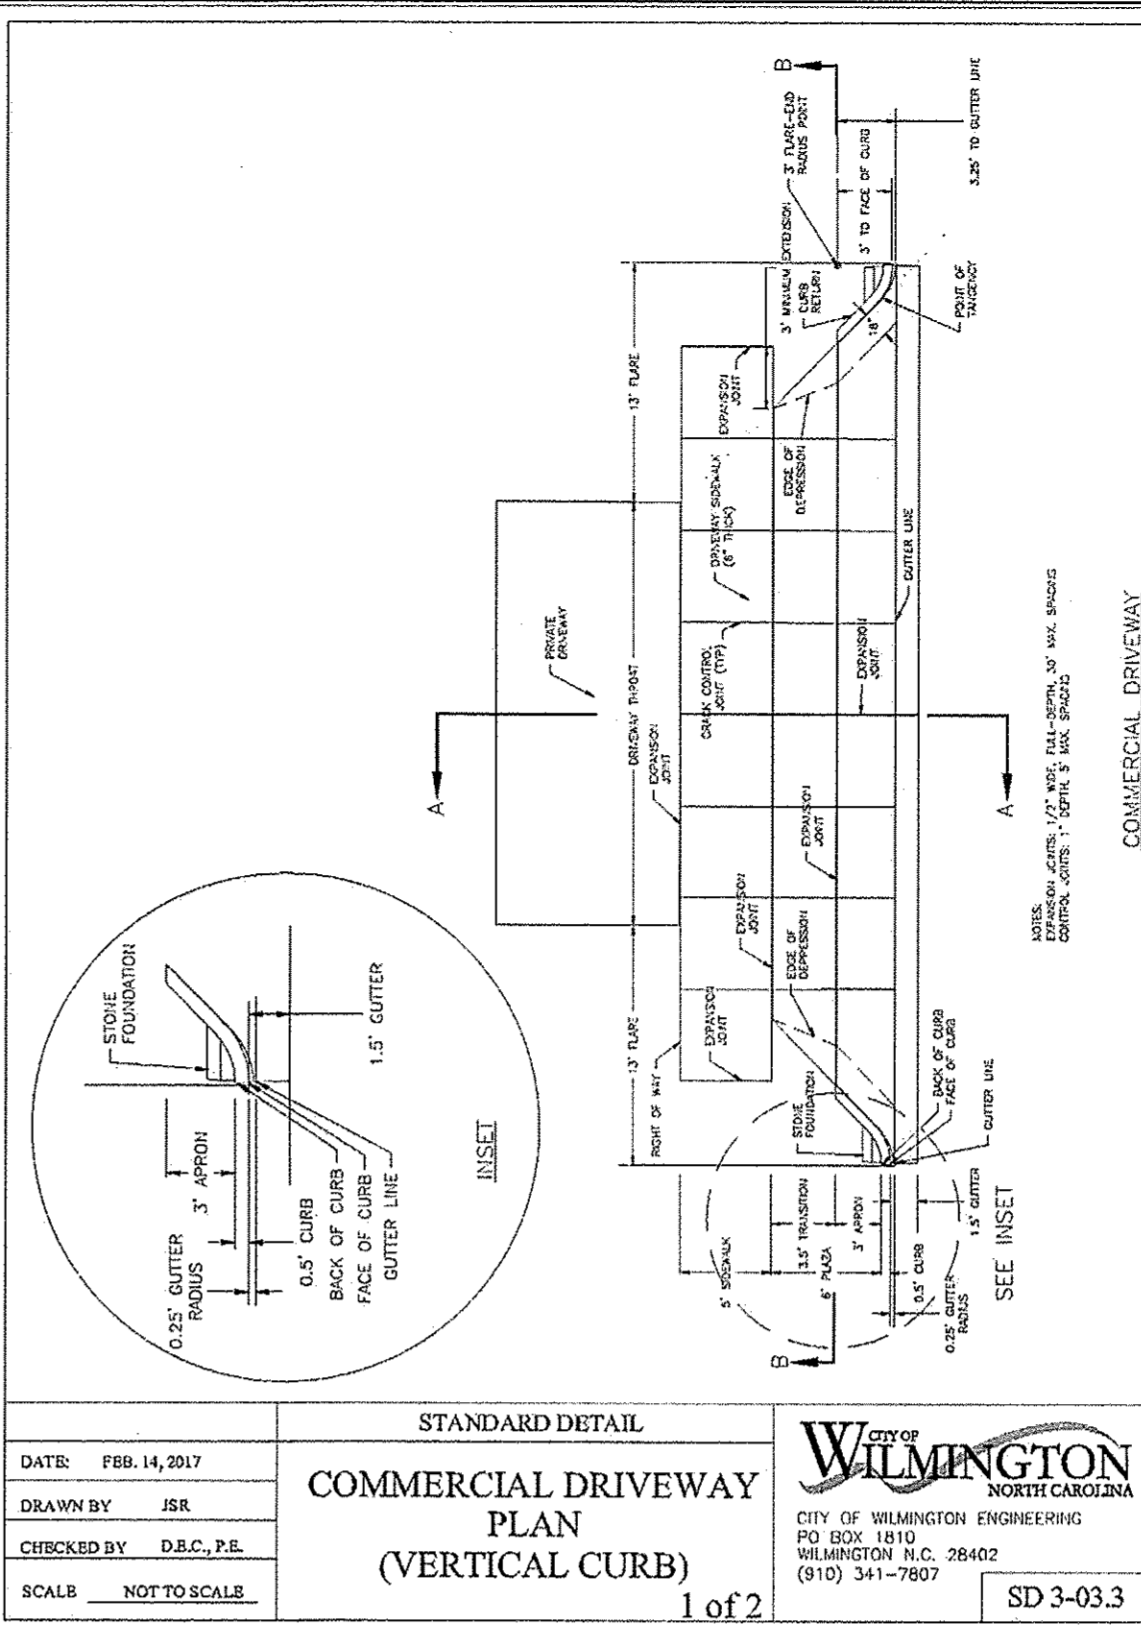 B
3' FLARE-END
RADIUS POINT
3.25' TO GUTTER LINE
3' TO FACE OF CURB
3' MINIMUM EXTENSION
CURB
RETURN
18"
POINT OF
TANGENCY
13' FLARE
EXPANSION
JOINT
EDGE OF
DEPRESSION
DRIVEWAY SIDEWALK
(6" THICK)
GUTTER LINE
PRIVATE
DRIVEWAY
DRIVEWAY THROAT
CRACK CONTROL
JOINT (TYP)
EXPANSION
JOINT
EXPANSION
JOINT
A
A
EXPANSION
JOINT
EXPANSION
JOINT
EDGE OF
DEPRESSION
13' FLARE
EXPANSION
JOINT
RIGHT OF WAY
STONE
FOUNDATION
BACK OF CURB
FACE OF CURB
GUTTER LINE
5' SIDEWALK
3.5' TRANSITION
6' PLAZA
3' APRON
0.5' CURB
0.25' GUTTER
RADIUS
1.5' GUTTER
SEE INSET
B
NOTES:
EXPANSION JOINTS: 1/2" WIDE, FULL-DEPTH, 30' MAX. SPACING
CONTROL JOINTS: 1" DEPTH, 5' MAX. SPACING
COMMERCIAL DRIVEWAY
STONE
FOUNDATION
1.5' GUTTER
3' APRON
0.25' GUTTER
RADIUS
0.5' CURB
BACK OF CURB
FACE OF CURB
GUTTER LINE
INSET
STANDARD DETAIL
DATE: FEB. 14, 2017
DRAWN BY JSR
CHECKED BY D.E.C., P.E.
SCALE NOT TO SCALE
COMMERCIAL DRIVEWAY
PLAN
(VERTICAL CURB)
1 of 2
CITY OF
WILMINGTON
NORTH CAROLINA
CITY OF WILMINGTON ENGINEERING
PO BOX 1810
WILMINGTON N.C. 28402
(910) 341-7807
SD 3-03.3